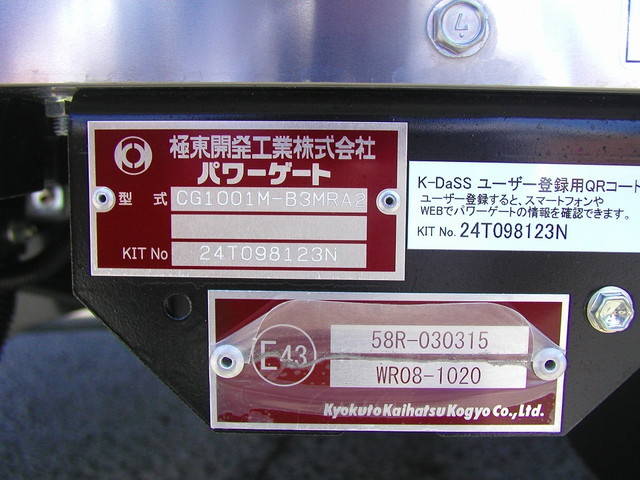 4
極東開発工業株式会社
パワーゲート
型 式 CG1001M-B3MRA2
KIT No 24T098123N
K-DaSS ユーザー登録用QRコード
ユーザー登録すると、スマートフォンや
WEBでパワーゲートの情報を確認できます。
KIT No. 24T098123N
E43
58R-030315
WR08-1020
Kyokuto Kaihatsu Kogyo Co., Ltd.